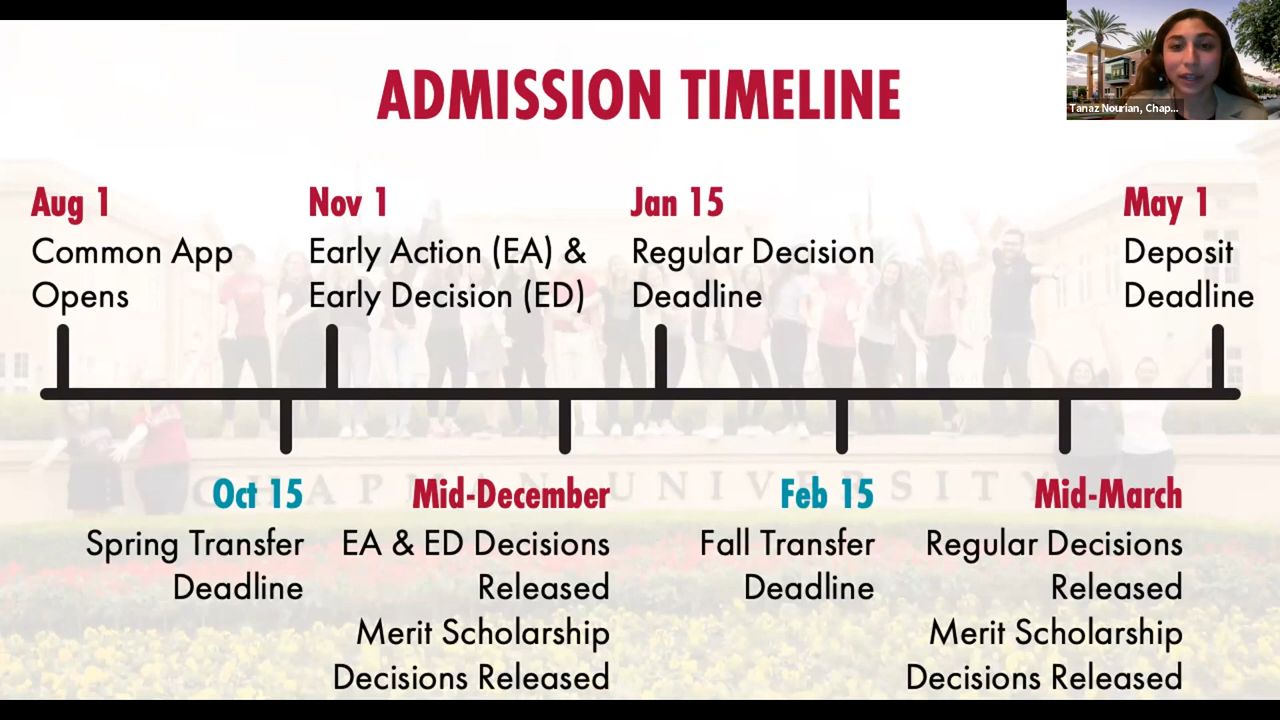 ADMISSION TIMELINE
Tanaz Nourian, Chap...
Aug 1
Common App
Opens
Nov 1
Early Action (EA) &
Early Decision (ED)
Jan 15
Regular Decision
Deadline
May 1
Deposit
Deadline
CHAPMAN UNIVERSITY
Oct 15
Spring Transfer
Deadline
Mid-December
EA & ED Decisions
Released
Merit Scholarship
Decisions Released
Feb 15
Fall Transfer
Deadline
Mid-March
Regular Decisions
Released
Merit Scholarship
Decisions Released